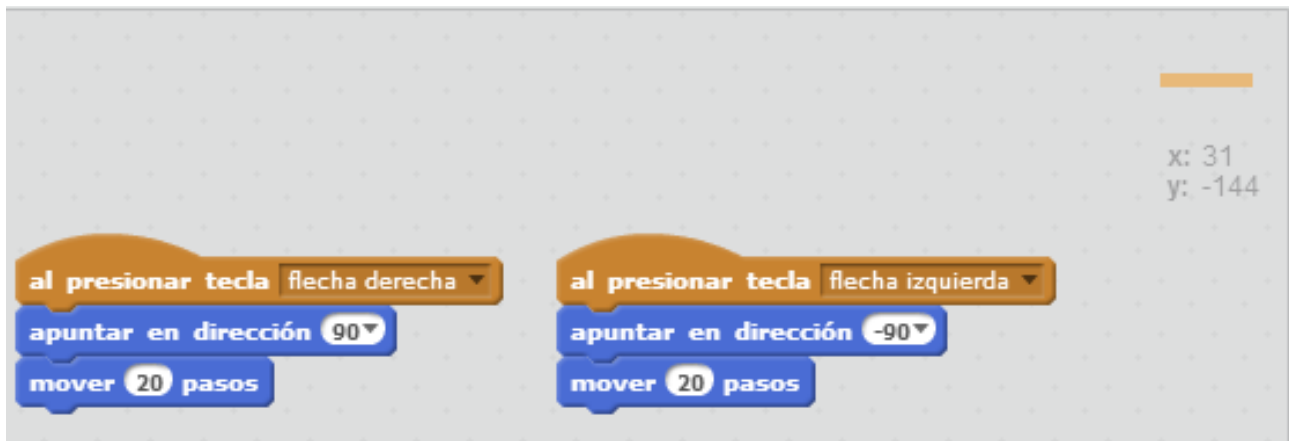 x: 31
y: -144
al presionar tecla flecha derecha
apuntar en dirección 90
mover 20 pasos
al presionar tecla flecha izquierda
apuntar en dirección -90
mover 20 pasos